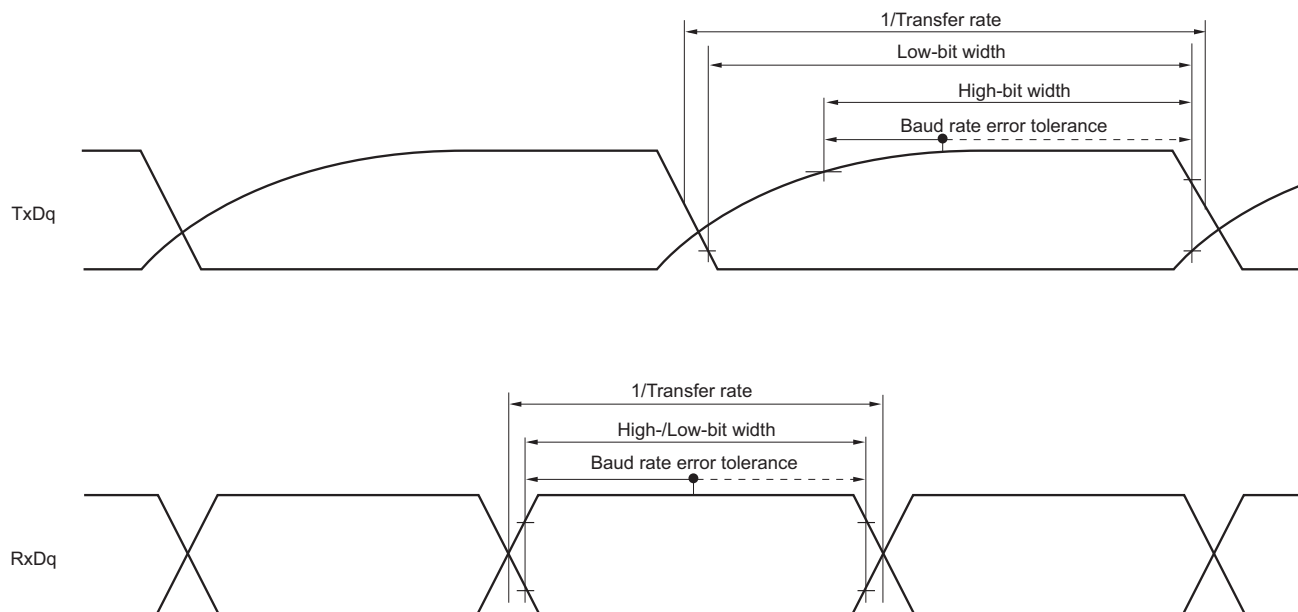 1/Transfer rate
Low-bit width
High-bit width
Baud rate error tolerance
TxDq
1/Transfer rate
High-/Low-bit width
Baud rate error tolerance
RxDq